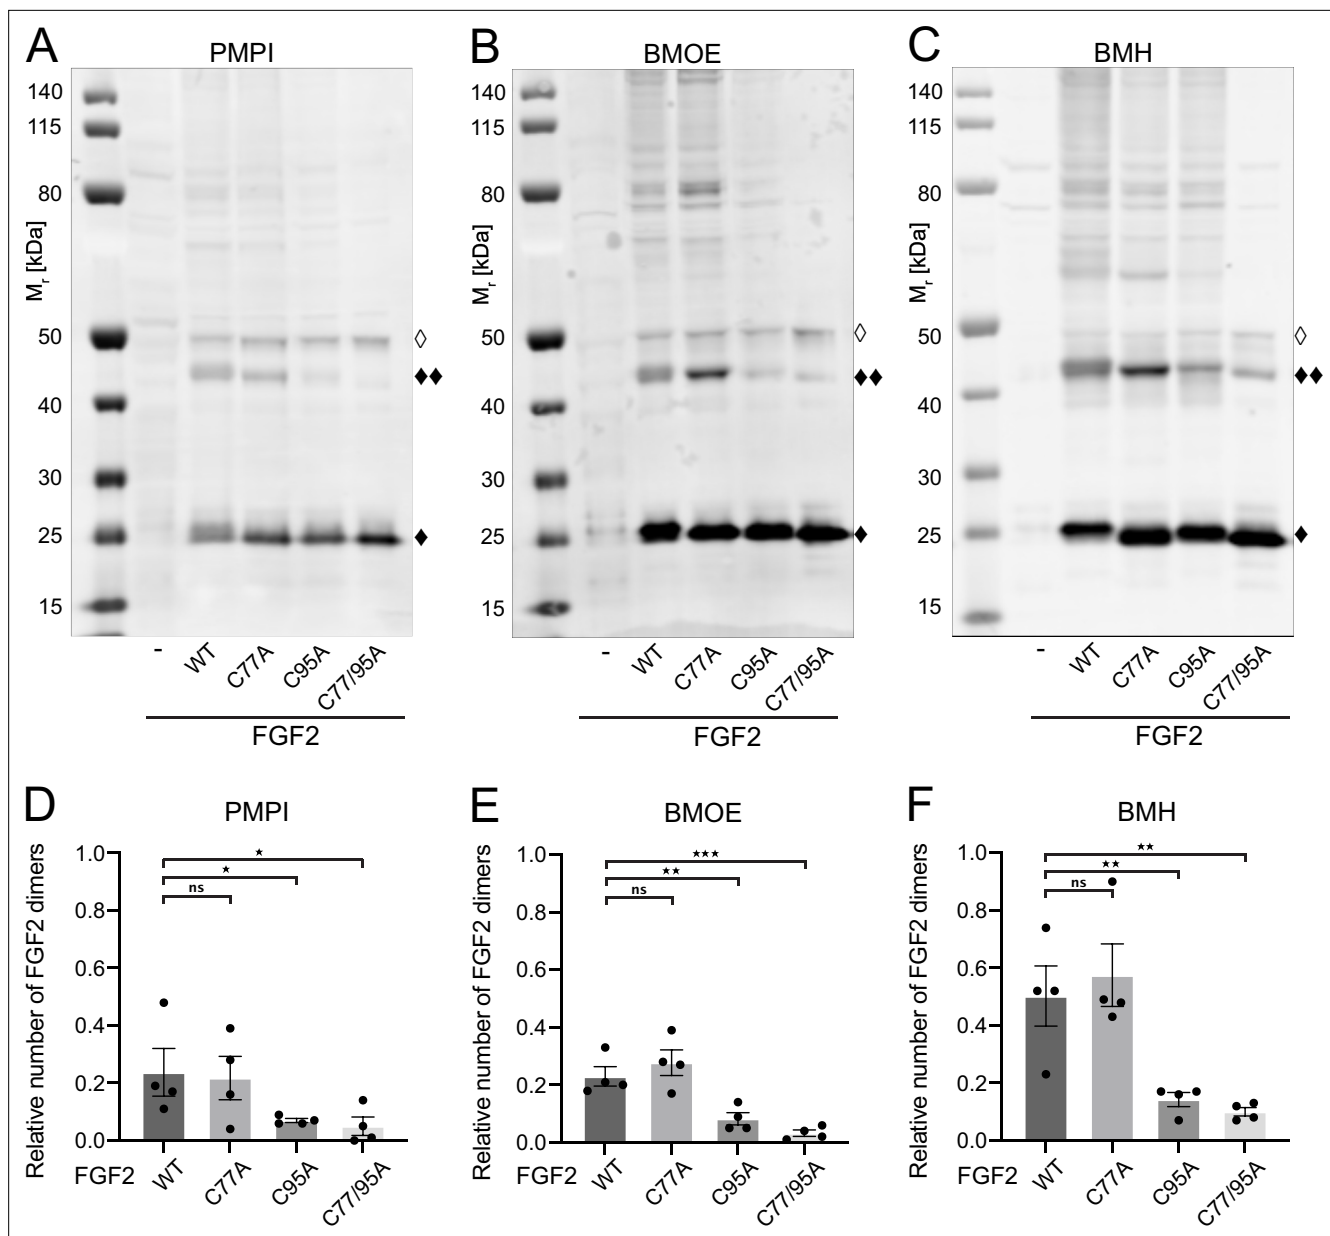 A
PMPI
140
115
80
50
40
30
25
15
Mr [kDa]
◊
♦♦
♦
-
WT
C77A
C95A
C77/95A
FGF2
B
BMOE
140
115
80
50
40
30
25
15
Mr [kDa]
◊
♦♦
♦
-
WT
C77A
C95A
C77/95A
FGF2
C
BMH
140
115
80
50
40
30
25
15
Mr [kDa]
◊
♦♦
♦
-
WT
C77A
C95A
C77/95A
FGF2
D
PMPI
Relative number of FGF2 dimers
1.0
0.8
0.6
0.4
0.2
0.0
★
★
ns
FGF2
WT
C77A
C95A
C77/95A
E
BMOE
Relative number of FGF2 dimers
1.0
0.8
0.6
0.4
0.2
0.0
★★★
★★
ns
FGF2
WT
C77A
C95A
C77/95A
F
BMH
Relative number of FGF2 dimers
1.0
0.8
0.6
0.4
0.2
0.0
★★
★★
ns
FGF2
WT
C77A
C95A
C77/95A